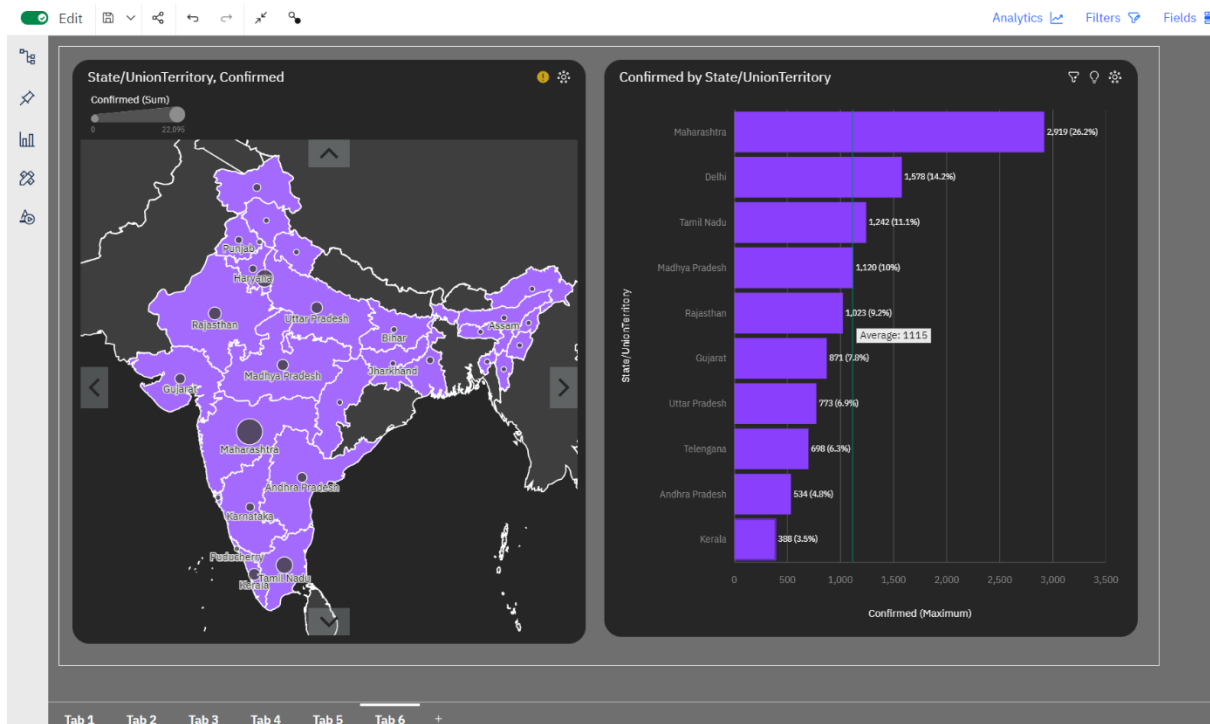 Edit
Analytics
Filters
Fields
State/UnionTerritory, Confirmed
Confirmed (Sum)
0 22,095
Punjab
Haryana
Rajasthan
Uttar Pradesh
Bihar
Assam
Gujarat
Madhya Pradesh
Jharkhand
Maharashtra
Andhra Pradesh
Karnataka
Puducherry
Kerala
Tamil Nadu
Confirmed by State/UnionTerritory
State/UnionTerritory
Maharashtra 2,919 (26.2%)
Delhi 1,578 (14.2%)
Tamil Nadu 1,242 (11.1%)
Madhya Pradesh 1,120 (10%)
Rajasthan 1,023 (9.2%)
Average: 1115
Gujarat 871 (7.8%)
Uttar Pradesh 773 (6.9%)
Telengana 698 (6.3%)
Andhra Pradesh 534 (4.8%)
Kerala 388 (3.5%)
0 500 1,000 1,500 2,000 2,500 3,000 3,500
Confirmed (Maximum)
Tab 1 Tab 2 Tab 3 Tab 4 Tab 5 Tab 6 +